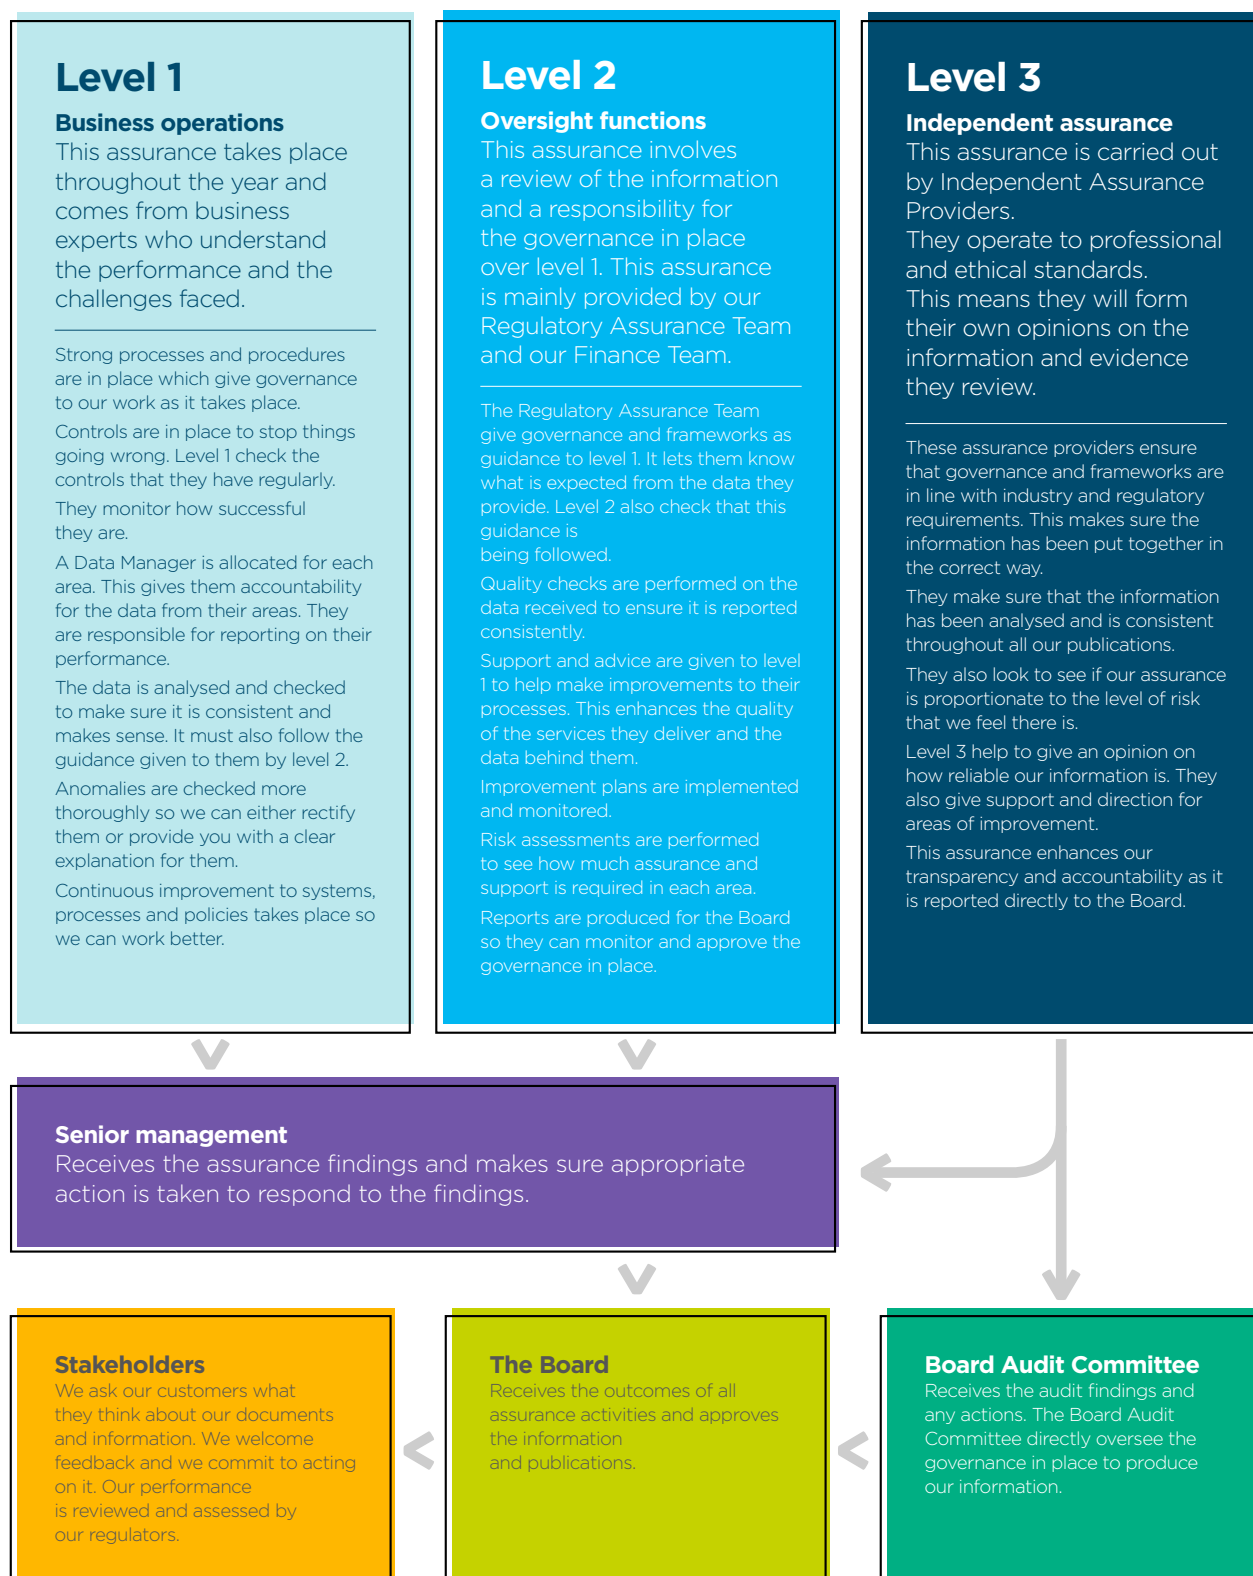 Level 1
Business operations
This assurance takes place
throughout the year and
comes from business
experts who understand
the performance and the
challenges faced.
Strong processes and procedures
are in place which give governance
to our work as it takes place.
Controls are in place to stop things
going wrong. Level 1 check the
controls that they have regularly.
They monitor how successful
they are.
A Data Manager is allocated for each
area. This gives them accountability
for the data from their areas. They
are responsible for reporting on their
performance.
The data is analysed and checked
to make sure it is consistent and
makes sense. It must also follow the
guidance given to them by level 2.
Anomalies are checked more
thoroughly so we can either rectify
them or provide you with a clear
explanation for them.
Continuous improvement to systems,
processes and policies takes place so
we can work better.
Level 2
Oversight functions
This assurance involves
a review of the information
and a responsibility for
the governance in place
over level 1. This assurance
is mainly provided by our
Regulatory Assurance Team
and our Finance Team.
The Regulatory Assurance Team
give governance and frameworks as
guidance to level 1. It lets them know
what is expected from the data they
provide. Level 2 also check that this
guidance is
being followed.
Quality checks are performed on the
data received to ensure it is reported
consistently.
Support and advice are given to level
1 to help make improvements to their
processes. This enhances the quality
of the services they deliver and the
data behind them.
Improvement plans are implemented
and monitored.
Risk assessments are performed
to see how much assurance and
support is required in each area.
Reports are produced for the Board
so they can monitor and approve the
governance in place.
Level 3
Independent assurance
This assurance is carried out
by Independent Assurance
Providers.
They operate to professional
and ethical standards.
This means they will form
their own opinions on the
information and evidence
they review.
These assurance providers ensure
that governance and frameworks are
in line with industry and regulatory
requirements. This makes sure the
information has been put together in
the correct way.
They make sure that the information
has been analysed and is consistent
throughout all our publications.
They also look to see if our assurance
is proportionate to the level of risk
that we feel there is.
Level 3 help to give an opinion on
how reliable our information is. They
also give support and direction for
areas of improvement.
This assurance enhances our
transparency and accountability as it
is reported directly to the Board.
Senior management
Receives the assurance findings and makes sure appropriate
action is taken to respond to the findings.
Stakeholders
We ask our customers what
they think about our documents
and information. We welcome
feedback and we commit to acting
on it. Our performance
is reviewed and assessed by
our regulators.
The Board
Receives the outcomes of all
assurance activities and approves
the information
and publications.
Board Audit Committee
Receives the audit findings and
any actions. The Board Audit
Committee directly oversee the
governance in place to produce
our information.